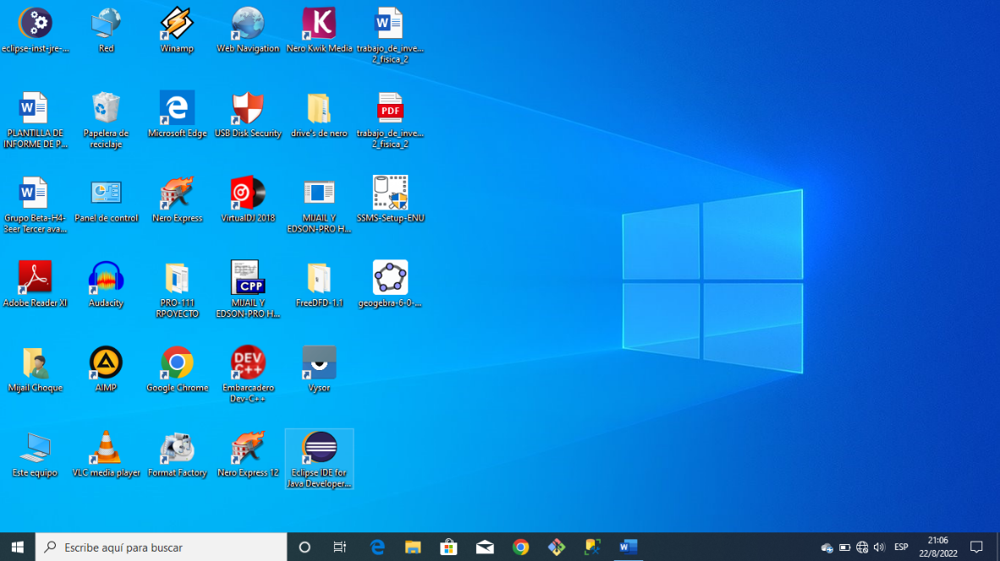 eclipse-inst-jre-...
Red
Winamp
Web Navigation
Nero Kwik Media
trabajo_de_inve...
2_fisica_2
PLANTILLA DE
INFORME DE P...
Papelera de
reciclaje
Microsoft Edge
USB Disk Security
drive's de nero
PDF
trabajo_de_inve...
2_fisica_2
Grupo Beta-H4-
3eer Tercer ava...
Panel de control
Nero Express
VirtualDJ 2018
MIJAIL Y
EDSON-PRO H...
SSMS-Setup-ENU
Adobe Reader XI
Audacity
PRO-111
RPOYECTO
DEV
CPP
MIJAIL Y
EDSON-PRO H...
FreeDFD-1.1
geogebra-6-0-...
Mijail Choque
AIMP
Google Chrome
DEV
C++
Embarcadero
Dev-C++
Vysor
Este equipo
VLC media player
Format Factory
Nero Express 12
Eclipse IDE for
Java Developer...
Escribe aquí para buscar
ESP
21:06
22/8/2022